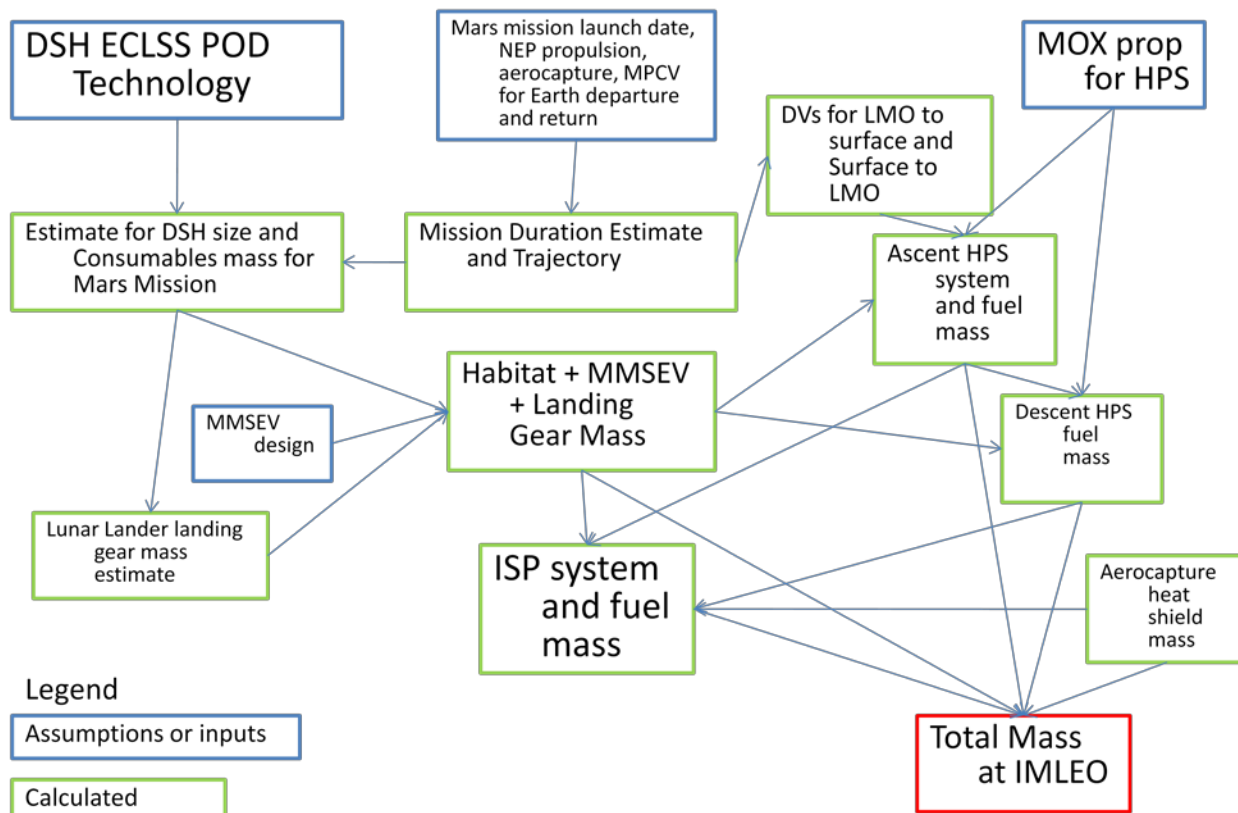 DSH ECLSS POD
Technology
Mars mission launch date,
NEP propulsion,
aerocapture, MPCV
for Earth departure
and return
MOX prop
for HPS
DVs for LMO to
surface and
Surface to
LMO
Estimate for DSH size and
Consumables mass for
Mars Mission
Mission Duration Estimate
and Trajectory
Ascent HPS
system
and fuel
mass
Habitat + MMSEV
+ Landing
Gear Mass
MMSEV
design
Descent HPS
fuel
mass
Lunar Lander landing
gear mass
estimate
ISP system
and fuel
mass
Aerocapture
heat
shield
mass
Legend
Assumptions or inputs
Total Mass
at IMLEO
Calculated